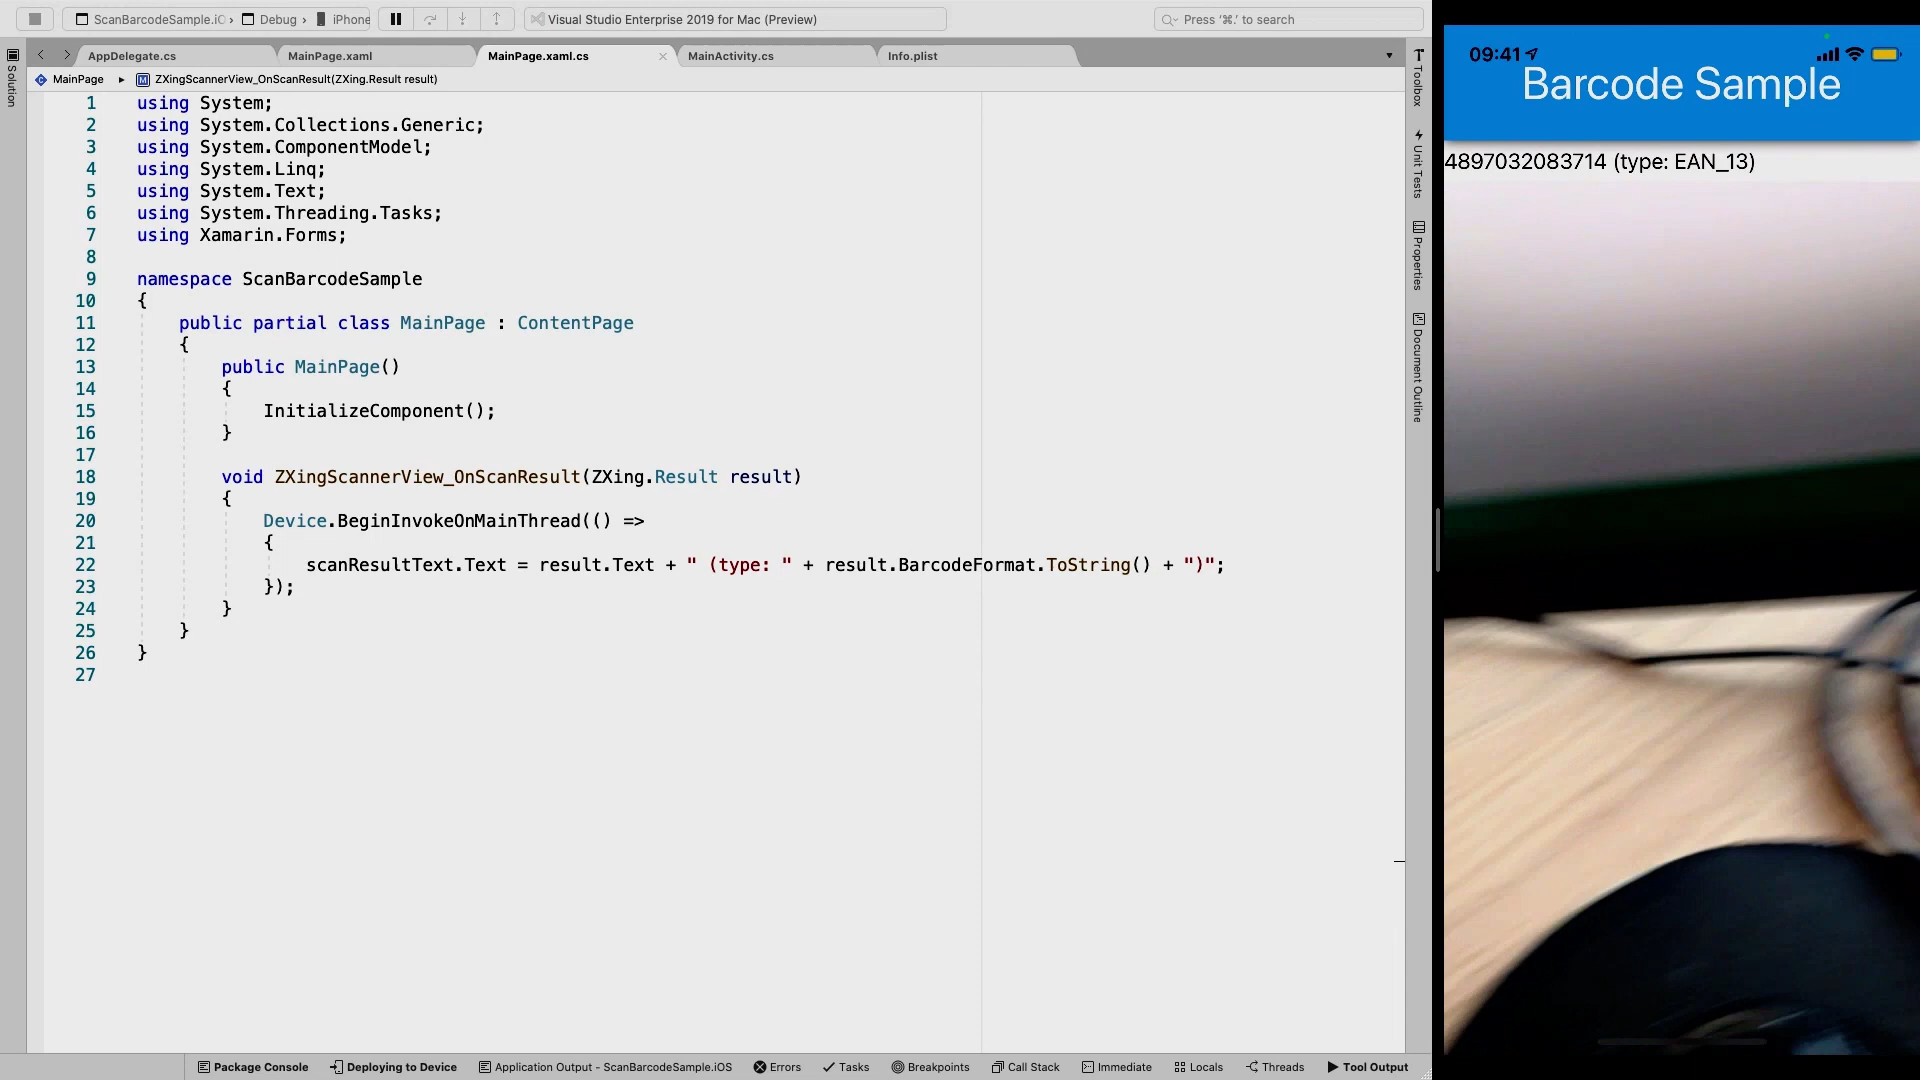 ScanBarcodeSample.iO
Debug
iPhone
Visual Studio Enterprise 2019 for Mac (Preview)
Press '⌘.' to search
Solution
AppDelegate.cs
MainPage.xaml
MainPage.xaml.cs
MainActivity.cs
Info.plist
MainPage
ZXingScannerView_OnScanResult(ZXing.Result result)
1 using System;
2 using System.Collections.Generic;
3 using System.ComponentModel;
4 using System.Linq;
5 using System.Text;
6 using System.Threading.Tasks;
7 using Xamarin.Forms;
8
9 namespace ScanBarcodeSample
10 {
11 public partial class MainPage : ContentPage
12 {
13 public MainPage()
14 {
15 InitializeComponent();
16 }
17
18 void ZXingScannerView_OnScanResult(ZXing.Result result)
19 {
20 Device.BeginInvokeOnMainThread(() =>
21 {
22 scanResultText.Text = result.Text + " (type: " + result.BarcodeFormat.ToString() + ")";
23 });
24 }
25 }
26 }
27
Toolbox
Unit Tests
Properties
Document Outline
Package Console
Deploying to Device
Application Output - ScanBarcodeSample.iOS
Errors
Tasks
Breakpoints
Call Stack
Immediate
Locals
Threads
Tool Output
09:41
Barcode Sample
4897032083714 (type: EAN_13)